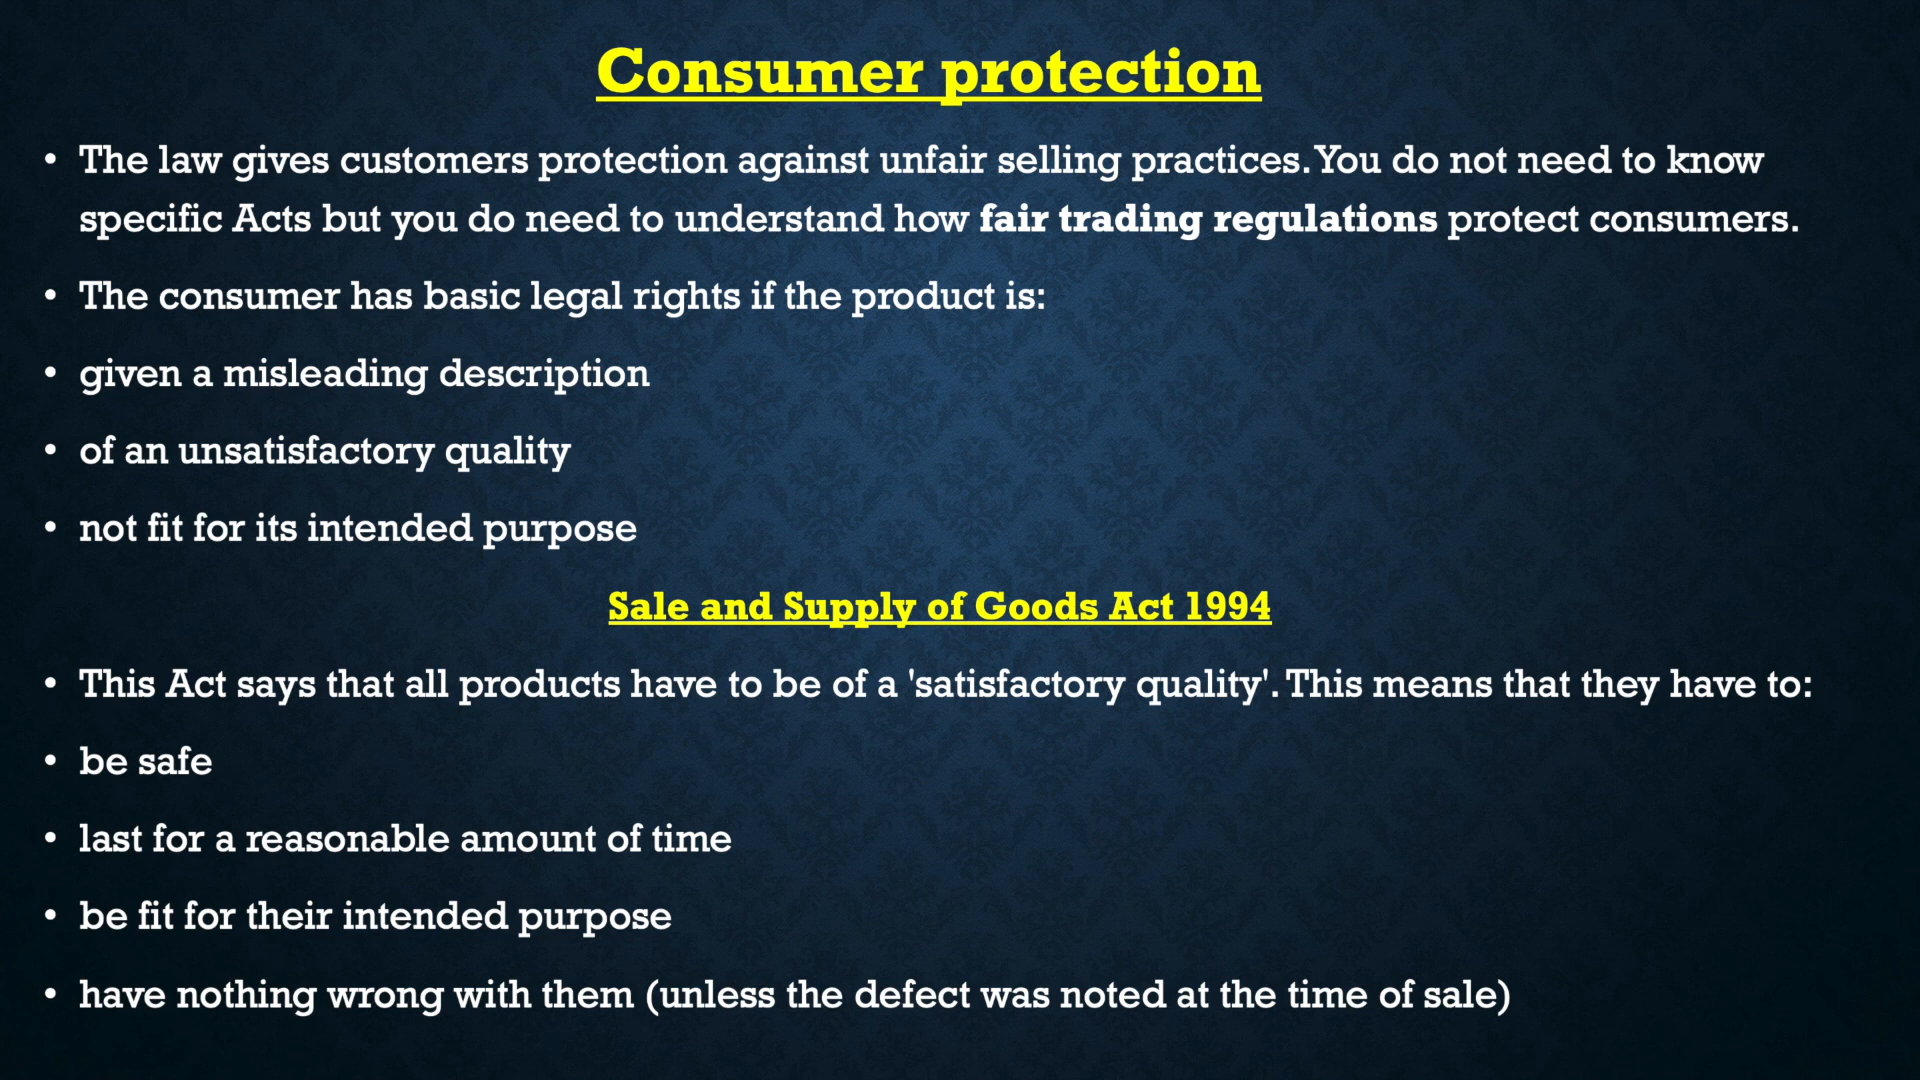 Consumer protection
• The law gives customers protection against unfair selling practices. You do not need to know
specific Acts but you do need to understand how fair trading regulations protect consumers.
• The consumer has basic legal rights if the product is:
• given a misleading description
• of an unsatisfactory quality
• not fit for its intended purpose
Sale and Supply of Goods Act 1994
• This Act says that all products have to be of a 'satisfactory quality'. This means that they have to:
• be safe
• last for a reasonable amount of time
• be fit for their intended purpose
• have nothing wrong with them (unless the defect was noted at the time of sale)